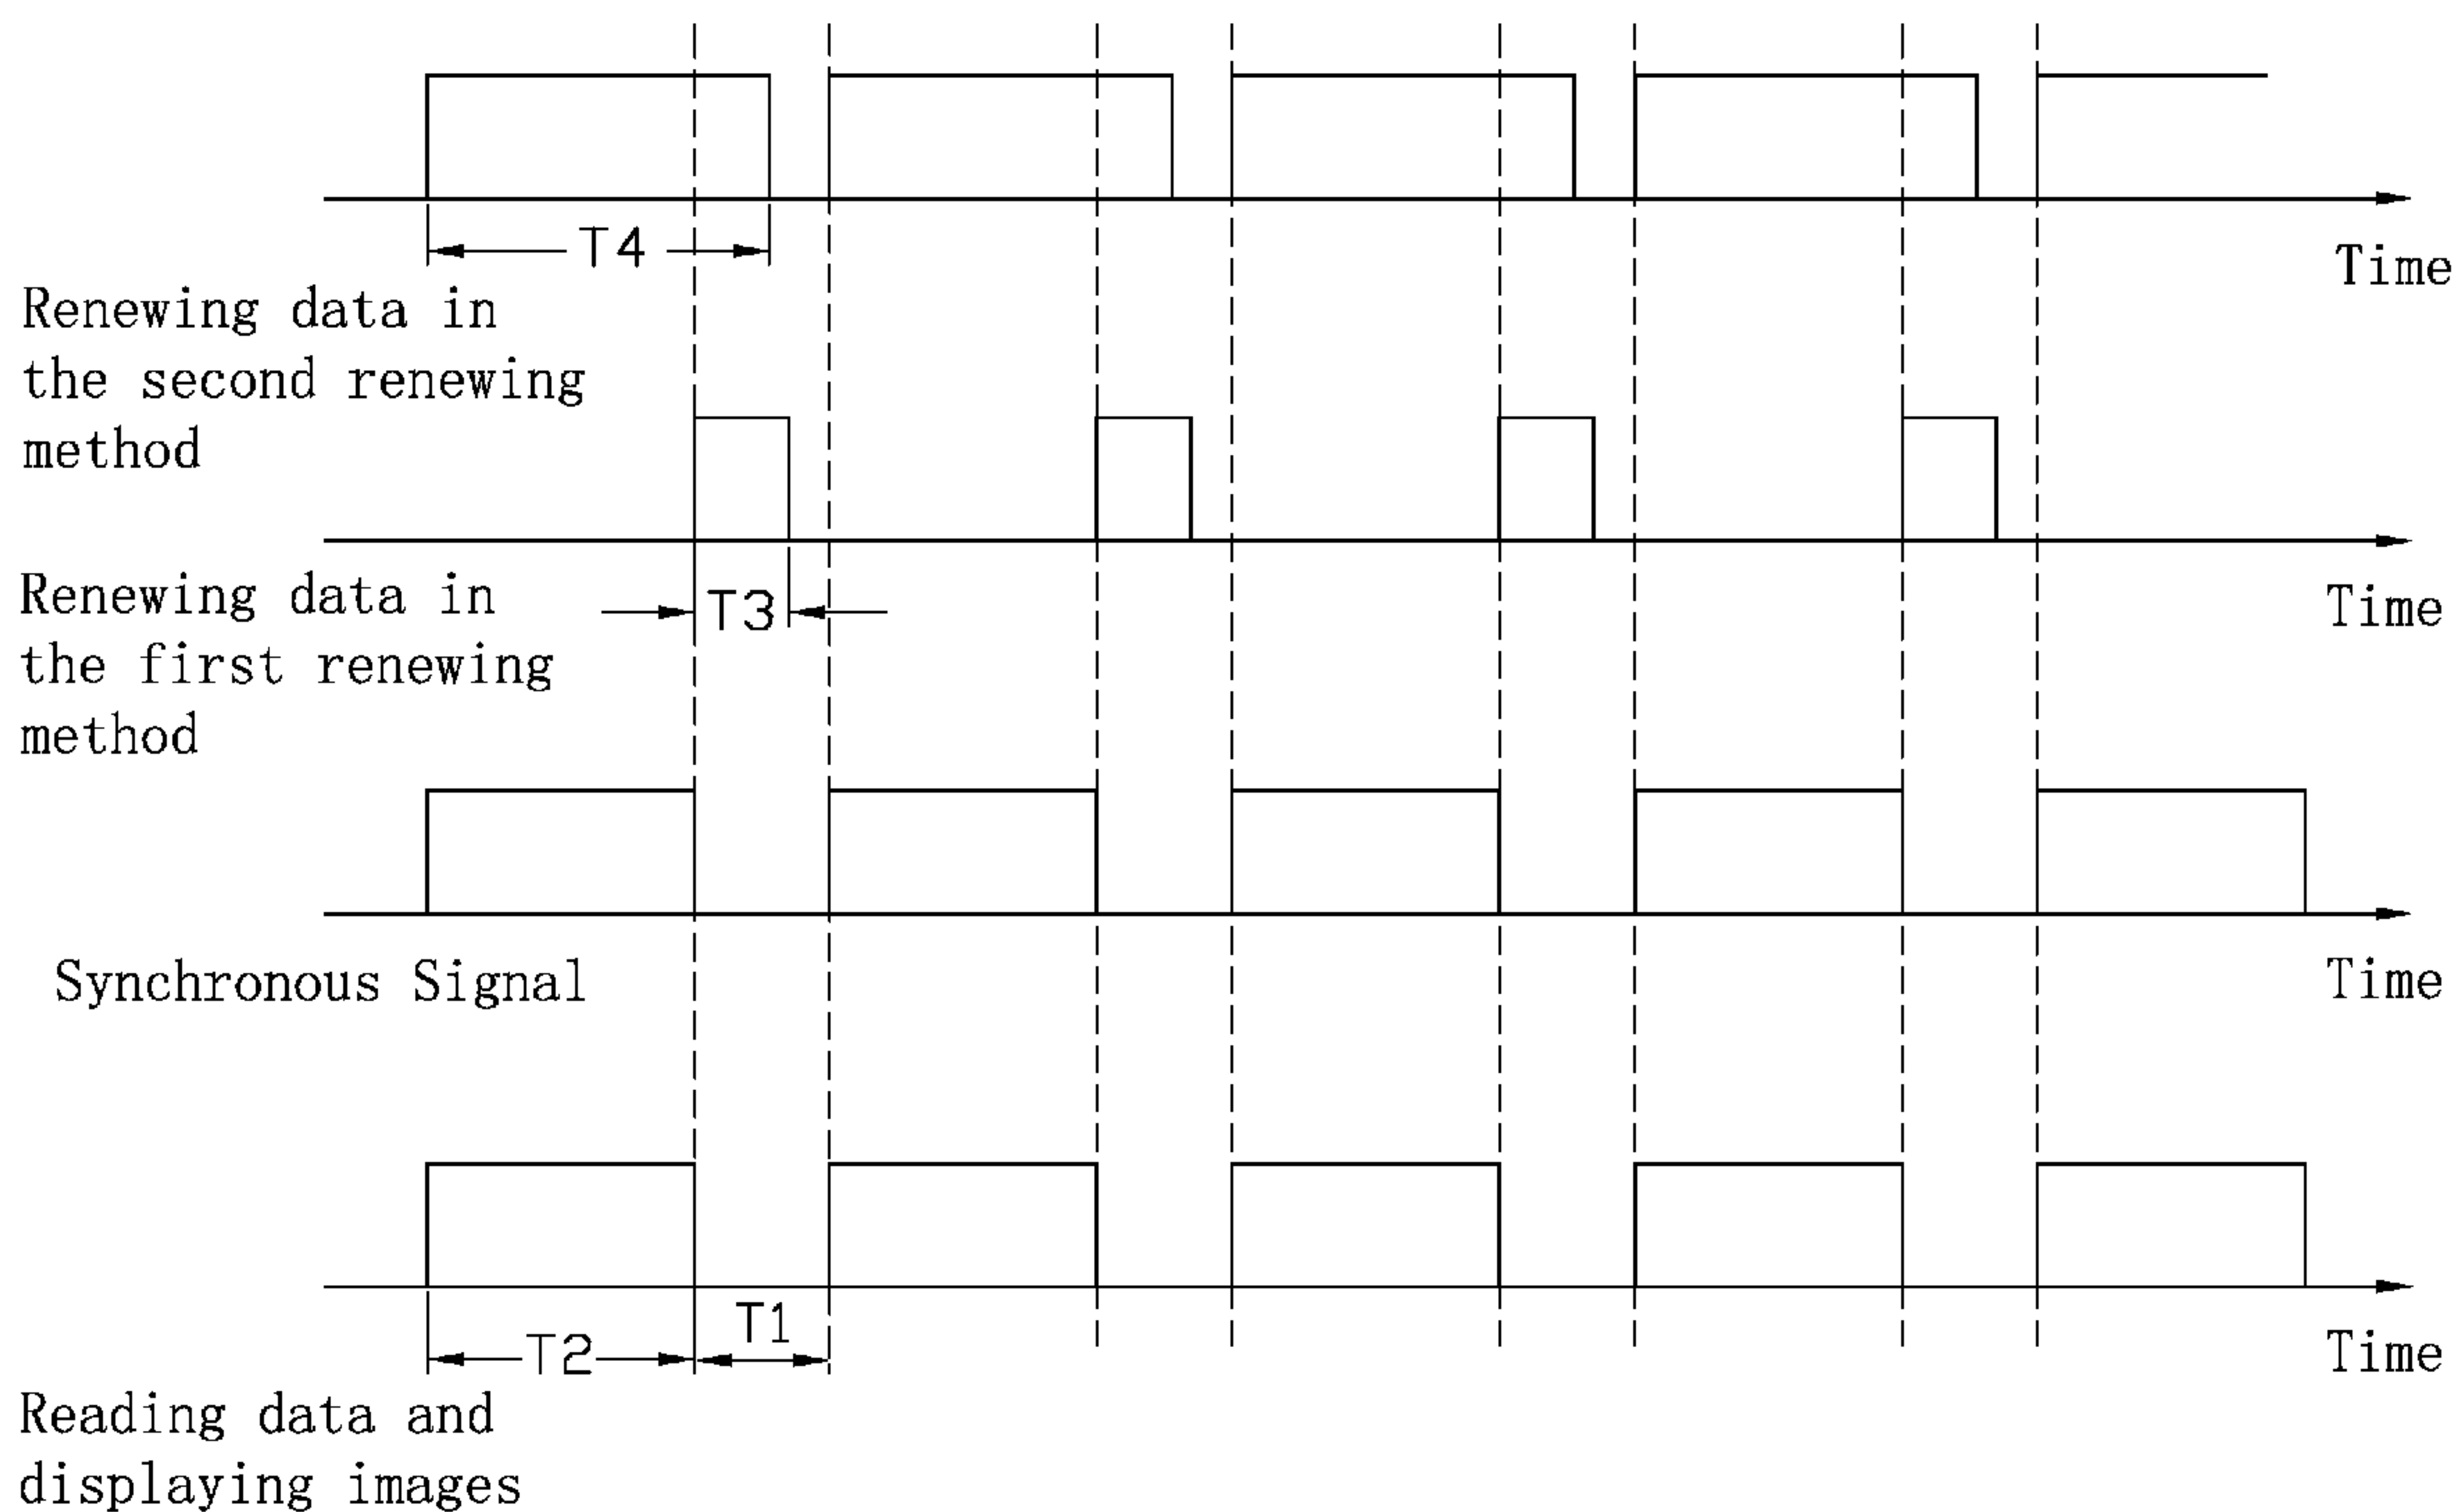 T4
Time
Renewing data in
the second renewing
method
Renewing data in
the first renewing
method
T3
Time
Synchronous Signal
Time
T2
T1
Time
Reading data and
displaying images